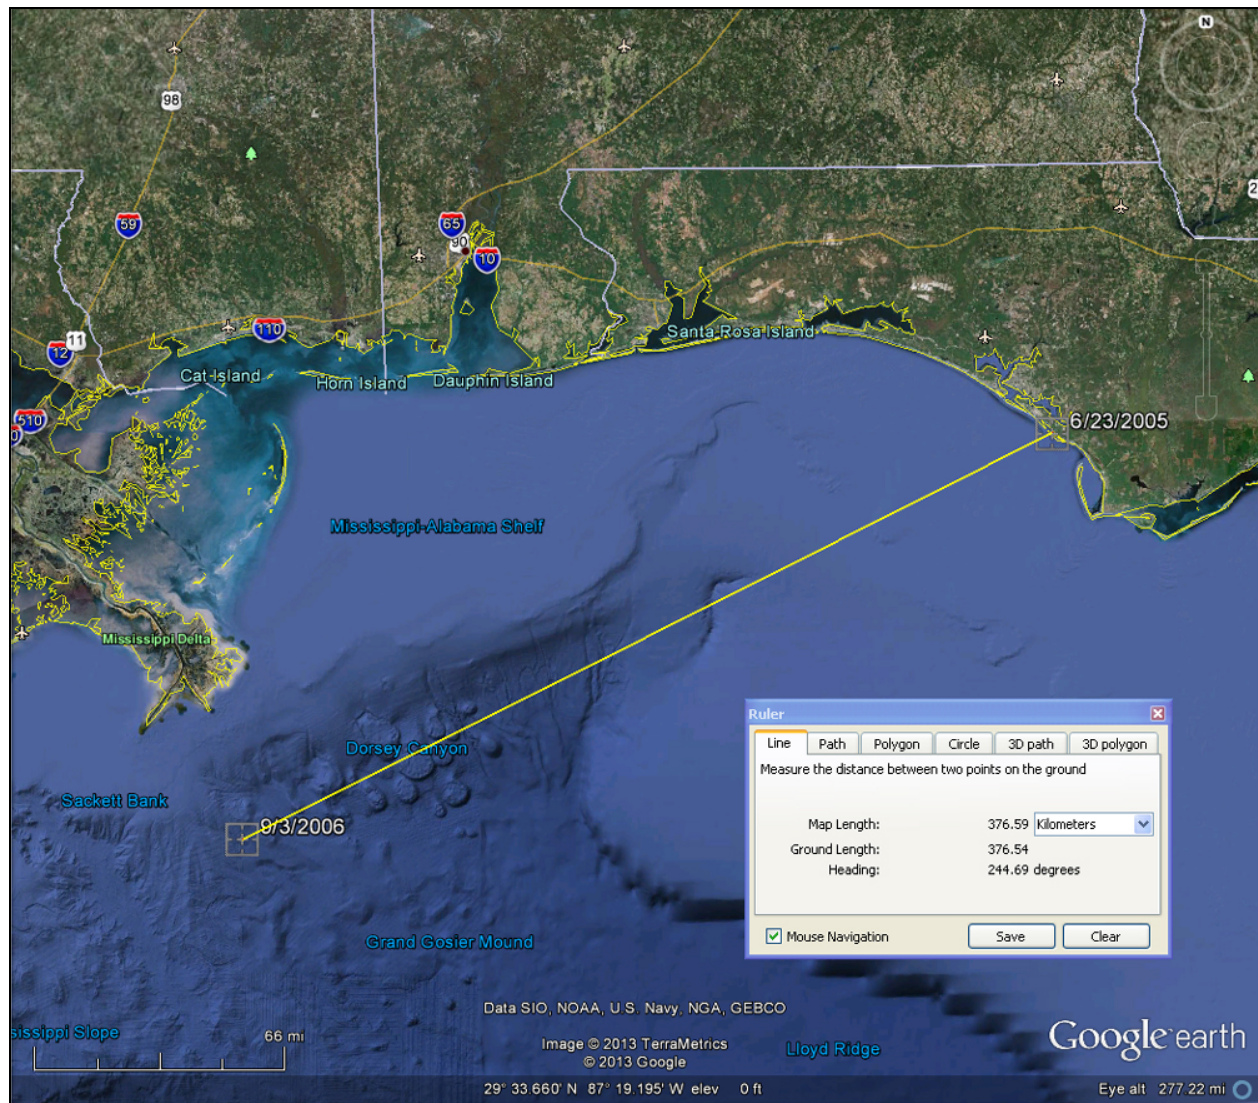 N
98
59
65
90
10
2
Santa Rosa Island
110
11
12
Cat Island
Horn Island
Dauphin Island
510
0
6/23/2005
Mississippi-Alabama Shelf
Mississippi Delta
Dorsey Canyon
Sackett Bank
9/3/2006
Grand Gosier Mound
Ruler
Line Path Polygon Circle 3D path 3D polygon
Measure the distance between two points on the ground
Map Length: 376.59 Kilometers
Ground Length: 376.54
Heading: 244.69 degrees
Mouse Navigation Save Clear
Data SIO, NOAA, U.S. Navy, NGA, GEBCO
sissippi Slope
66 mi
Image © 2013 TerraMetrics
© 2013 Google
Lloyd Ridge
Google earth
29° 33.660' N 87° 19.195' W elev 0 ft
Eye alt 277.22 mi